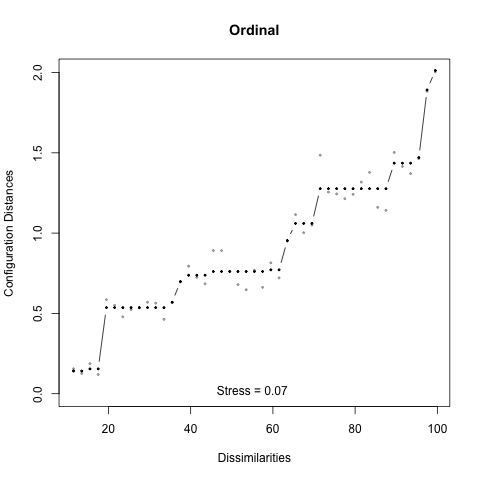 Ordinal
Configuration Distances
2.0
1.5
1.0
0.5
0.0
Stress = 0.07
20 40 60 80 100
Dissimilarities